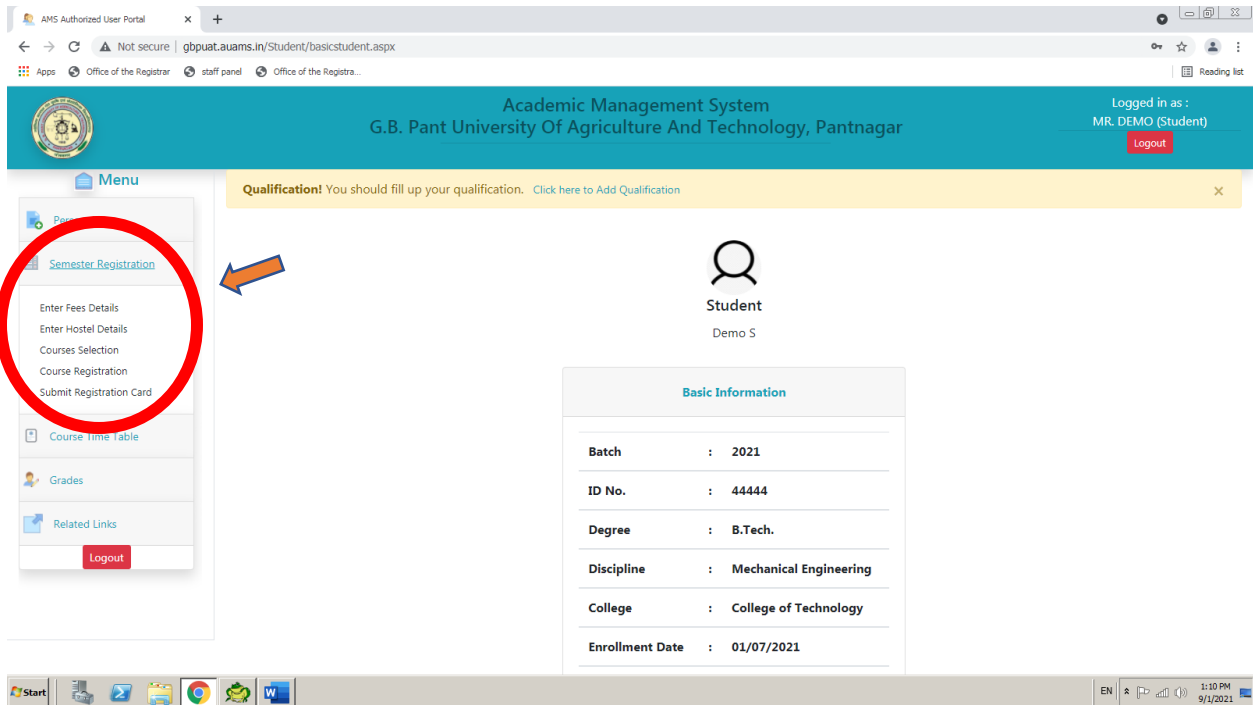 AMS Authorized User Portal
Not secure | gbpuat.auams.in/Student/basicstudent.aspx
Apps Office of the Registrar staff panel Office of the Registra... Reading list
Academic Management System
G.B. Pant University Of Agriculture And Technology, Pantnagar
Logged in as :
MR. DEMO (Student)
Logout
Menu
Semester Registration
Enter Fees Details
Enter Hostel Details
Courses Selection
Course Registration
Submit Registration Card
Course Time Table
Grades
Related Links
Logout
Qualification! You should fill up your qualification. Click here to Add Qualification ×
Student
Demo S
Basic Information
Batch : 2021
ID No. : 44444
Degree : B.Tech.
Discipline : Mechanical Engineering
College : College of Technology
Enrollment Date : 01/07/2021
Start EN 1:10 PM
9/1/2021